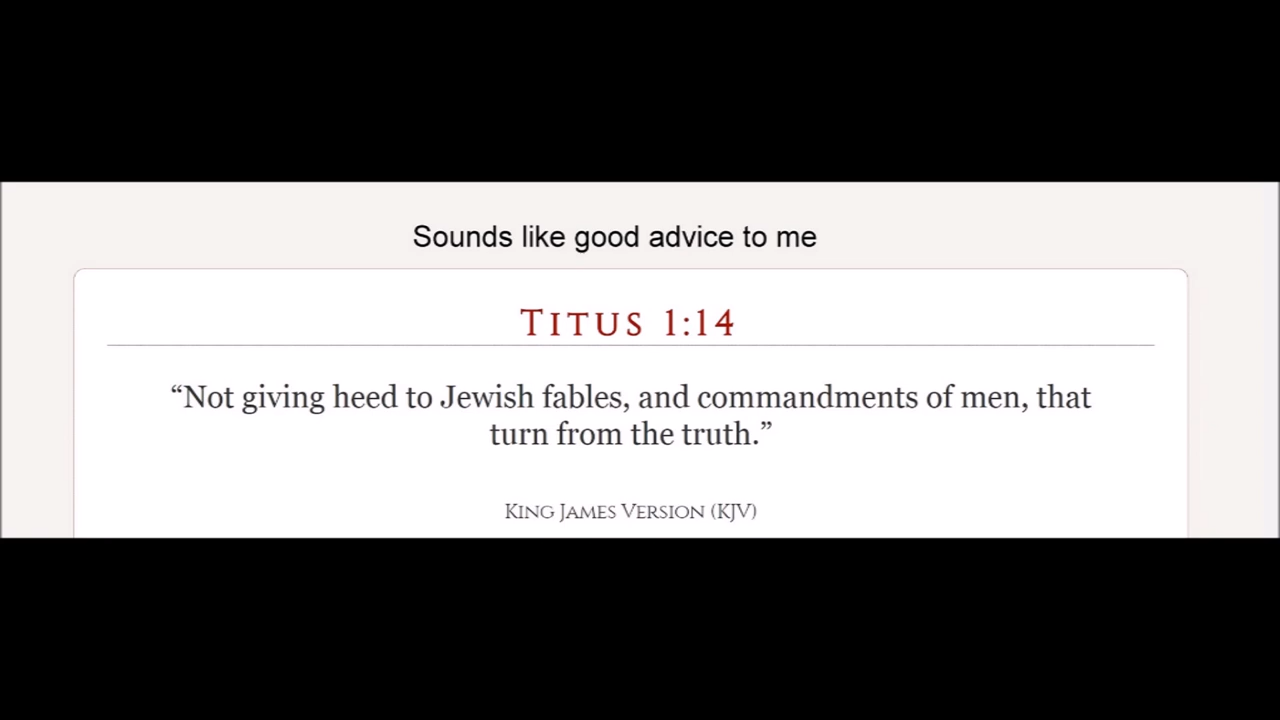 Sounds like good advice to me
Titus 1:14
“Not giving heed to Jewish fables, and commandments of men, that
turn from the truth.”
King James Version (KJV)